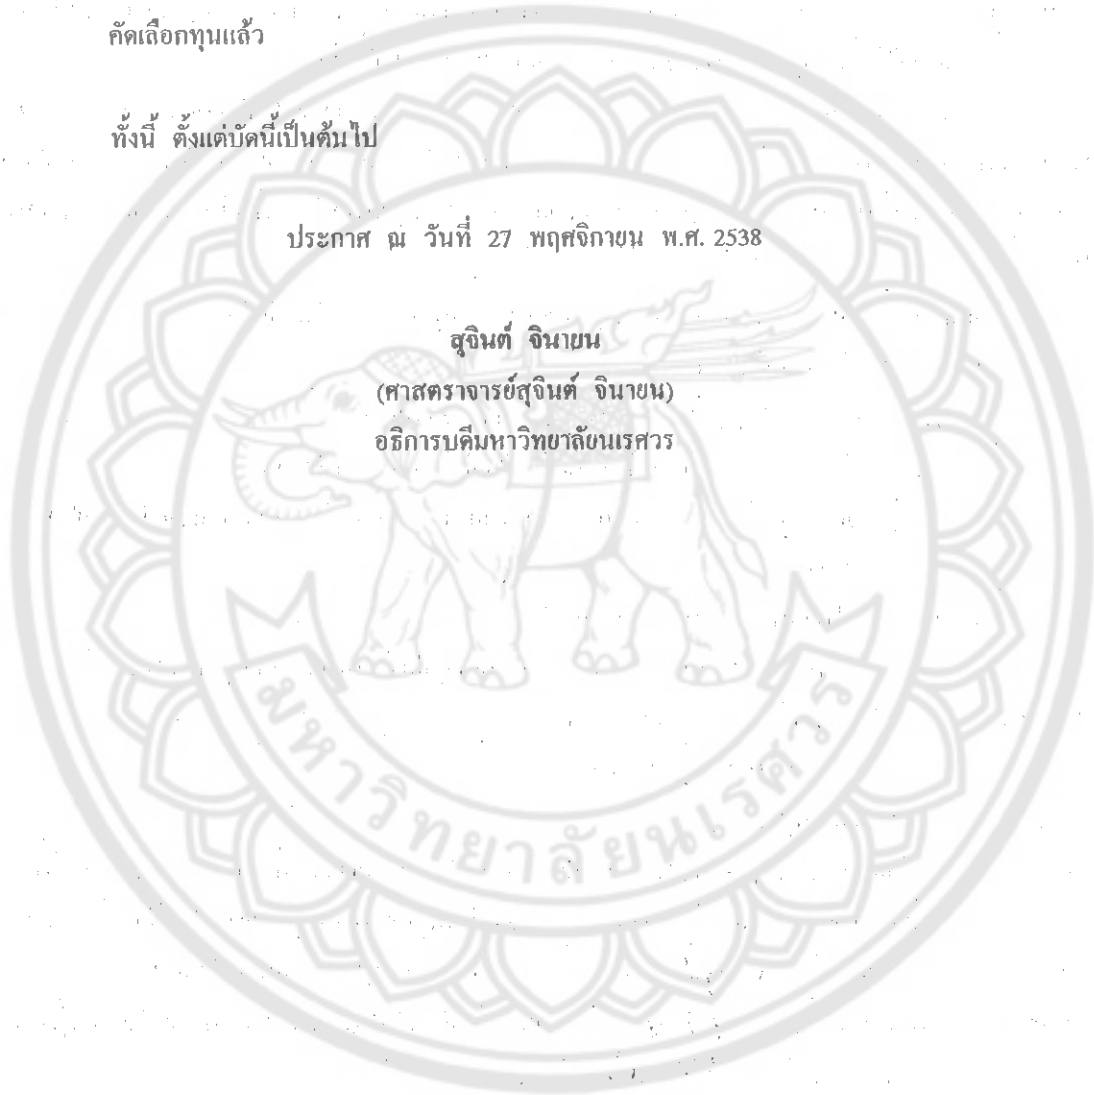 คัดเลือกทุนแล้ว
ทั้งนี้ ตั้งแต่บัดนี้เป็นต้นไป
ประกาศ ณ วันที่ 27 พฤศจิกายน พ.ศ. 2538
สุจินต์ จินายน
(ศาสตราจารย์สุจินต์ จินายน)
อธิการบดีมหาวิทยาลัยนเรศวร
มหาวิทยาลัยนเรศวร